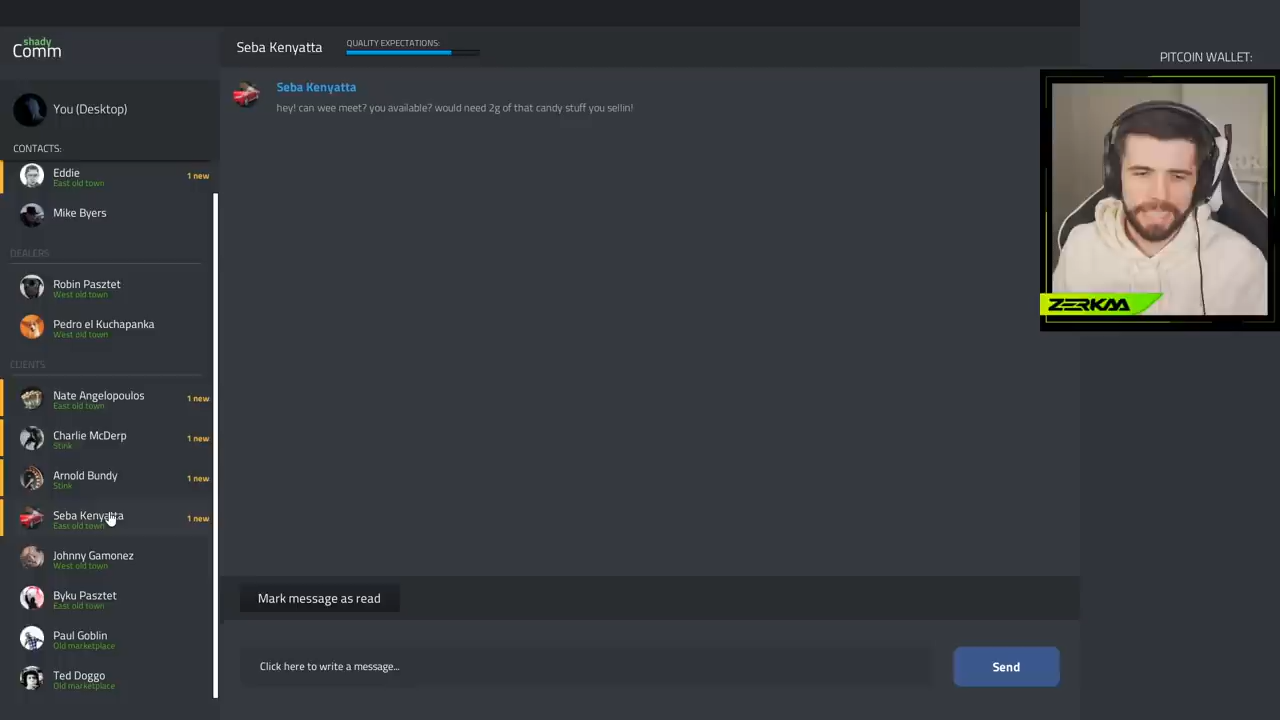 shady
Comm
You (Desktop)
CONTACTS:
Eddie
East old town
1 new
Mike Byers
DEALERS
Robin Pasztet
West old town
Pedro el Kuchapanka
West old town
CLIENTS
Nate Angelopoulos
East old town
1 new
Charlie McDerp
Stink
1 new
Arnold Bundy
Stink
1 new
Seba Kenyatta
East old town
1 new
Johnny Gamonez
West old town
Byku Pasztet
East old town
Paul Goblin
Old marketplace
Ted Doggo
Old marketplace
Seba Kenyatta
QUALITY EXPECTATIONS:
Seba Kenyatta
hey! can wee meet? you available? would need 2g of that candy stuff you sellin!
Mark message as read
Click here to write a message...
Send
PITCOIN WALLET:
ZERKAA